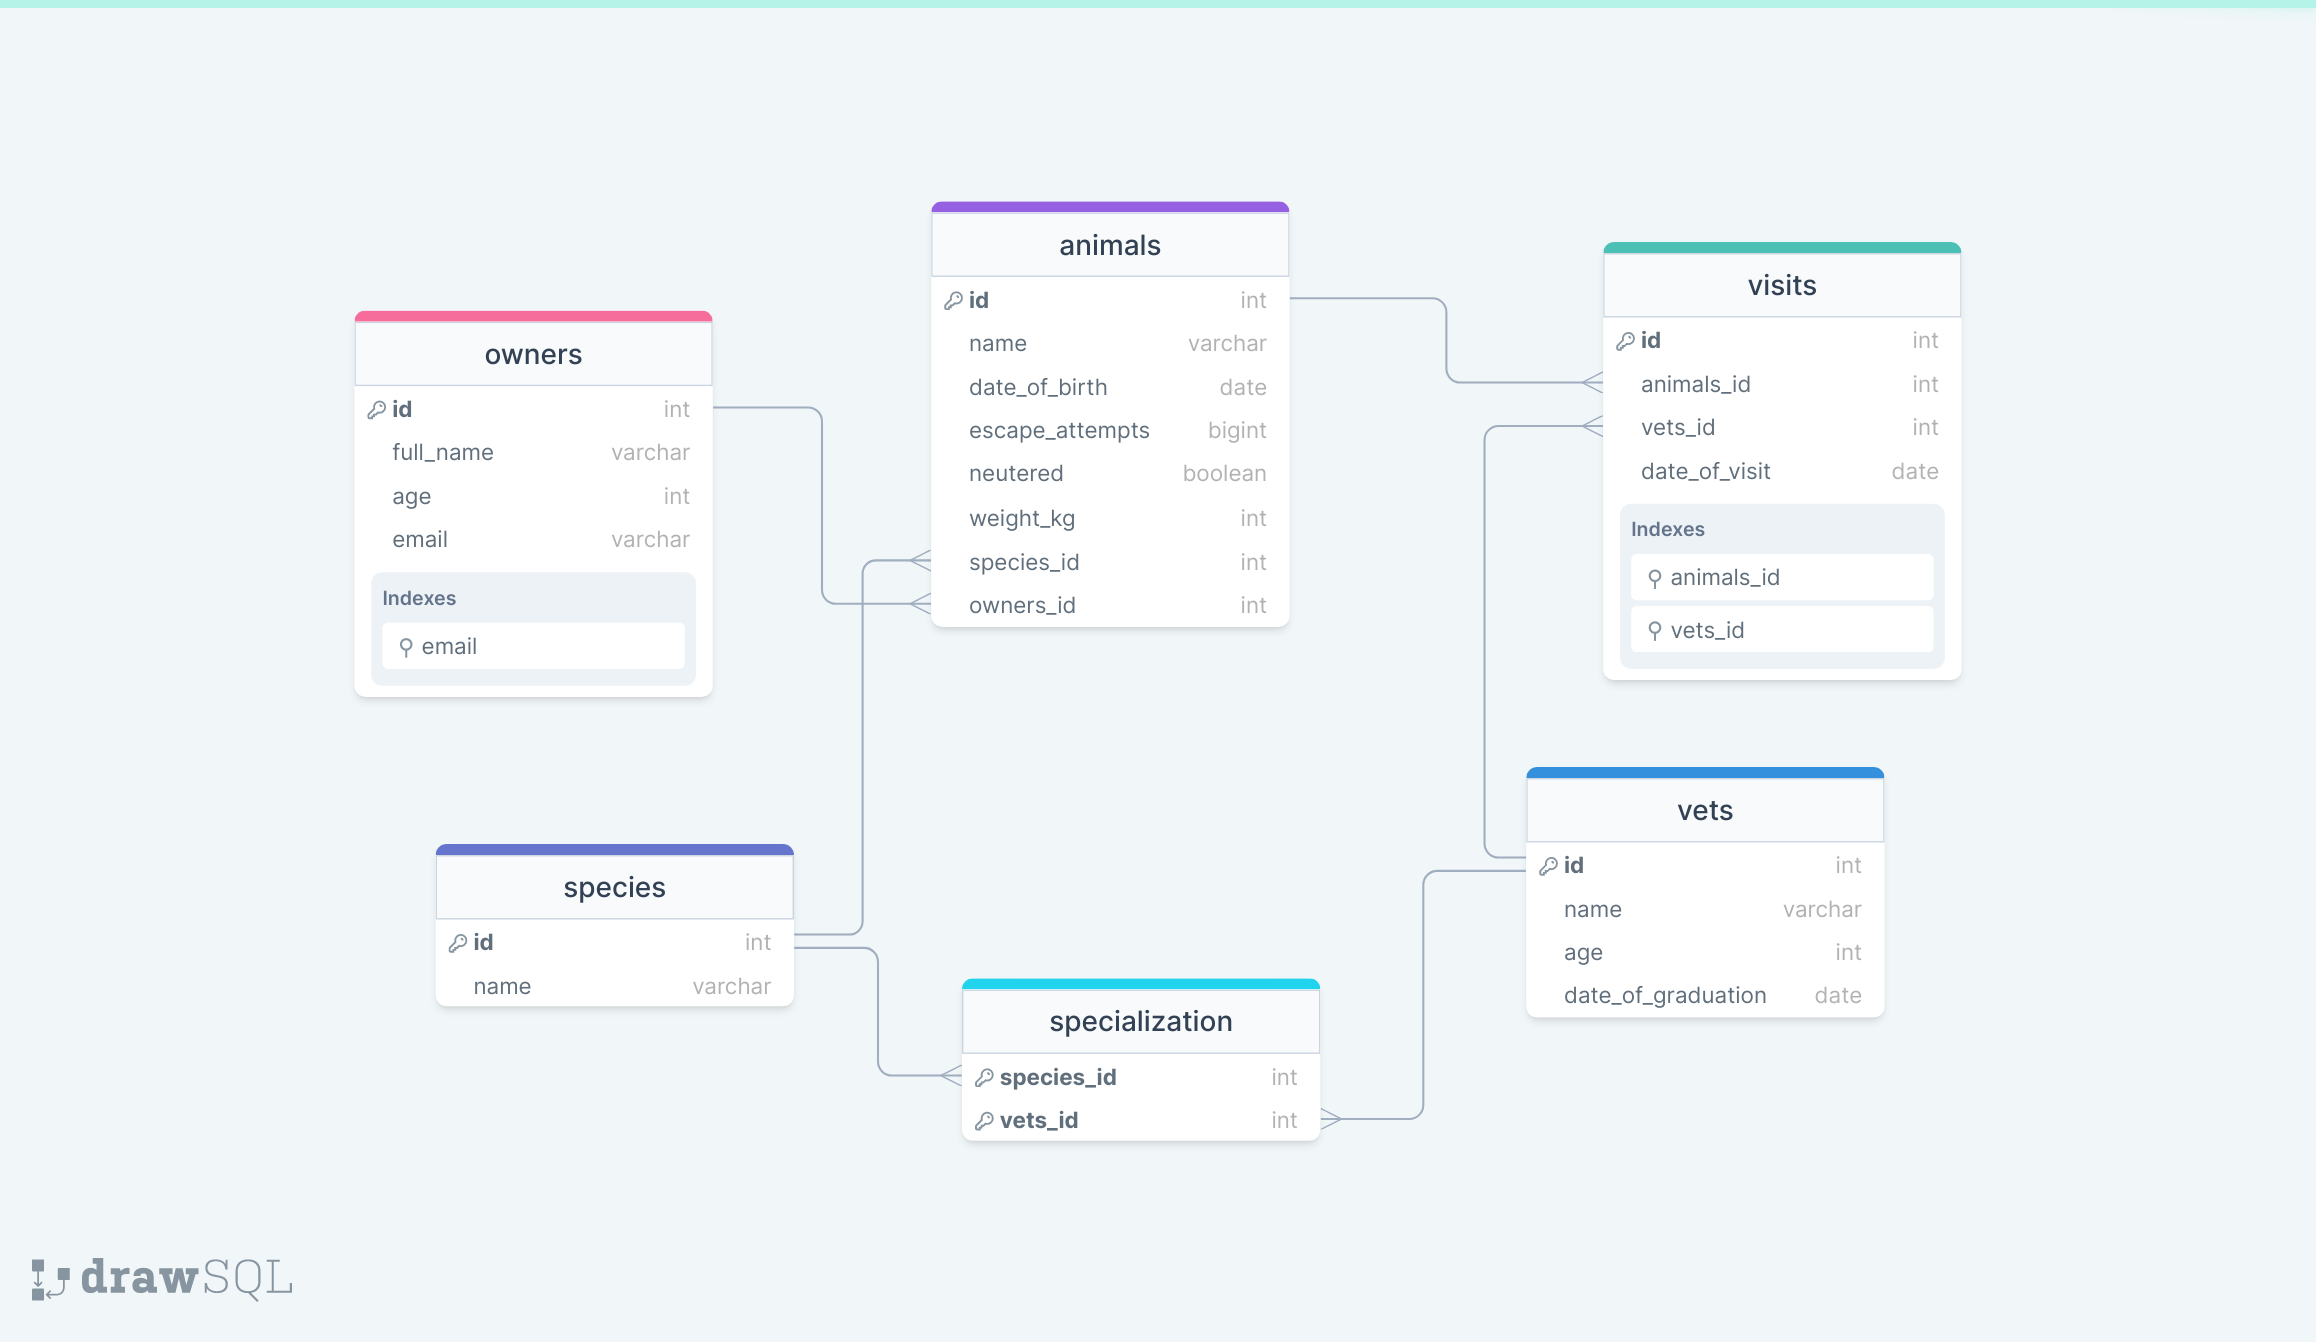 owners
id int
full_name varchar
age int
email varchar
Indexes
email
animals
id int
name varchar
date_of_birth date
escape_attempts bigint
neutered boolean
weight_kg int
species_id int
owners_id int
visits
id int
animals_id int
vets_id int
date_of_visit date
Indexes
animals_id
vets_id
species
id int
name varchar
specialization
species_id int
vets_id int
vets
id int
name varchar
age int
date_of_graduation date
drawSQL